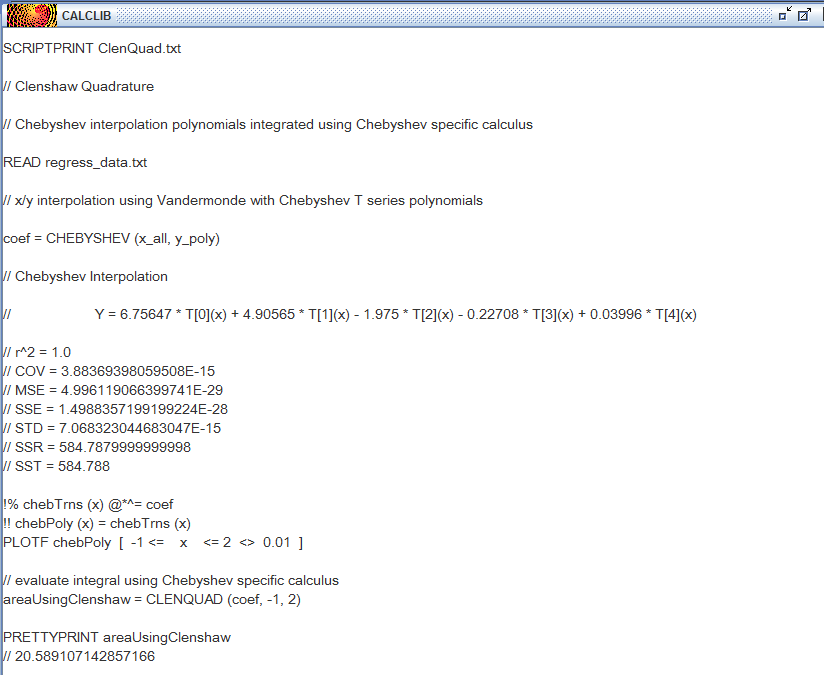 CALCLIB
SCRIPTPRINT ClenQuad.txt
// Clenshaw Quadrature
// Chebyshev interpolation polynomials integrated using Chebyshev specific calculus
READ regress_data.txt
// x/y interpolation using Vandermonde with Chebyshev T series polynomials
coef = CHEBYSHEV (x_all, y_poly)
// Chebyshev Interpolation
// Y = 6.75647 * T[0](x) + 4.90565 * T[1](x) - 1.975 * T[2](x) - 0.22708 * T[3](x) + 0.03996 * T[4](x)
// r^2 = 1.0
// COV = 3.88369398059508E-15
// MSE = 4.996119066399741E-29
// SSE = 1.4988357199199224E-28
// STD = 7.068323044683047E-15
// SSR = 584.7879999999998
// SST = 584.788
!% chebTrns (x) @*^= coef
!! chebPoly (x) = chebTrns (x)
PLOTF chebPoly [ -1 <= x <= 2 <> 0.01 ]
// evaluate integral using Chebyshev specific calculus
areaUsingClenshaw = CLENQUAD (coef, -1, 2)
PRETTYPRINT areaUsingClenshaw
// 20.589107142857166